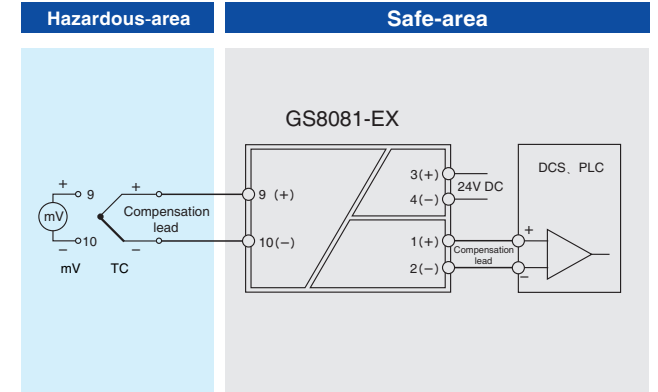 Hazardous-area
Safe-area
GS8081-EX
DCS、PLC
3(+)
24V DC
4(−)
+
9
+
9 (+)
mV
Compensation
lead
10
−
−
10(−)
mV
TC
1(+)
+
Compensation
lead
2(−)
−